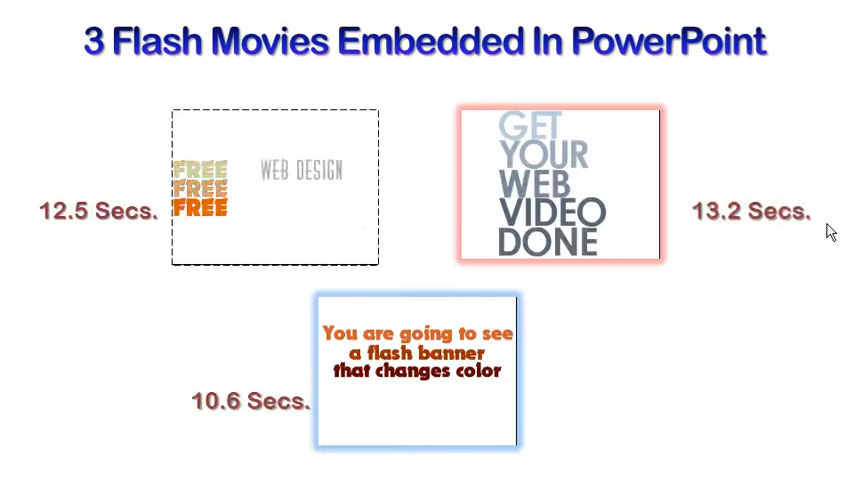 3 Flash Movies Embedded In PowerPoint
FREE
FREE
FREE
WEB DESIGN
12.5 Secs.
GET
YOUR
WEB
VIDEO
DONE
13.2 Secs.
You are going to see
a flash banner
that changes color
10.6 Secs.